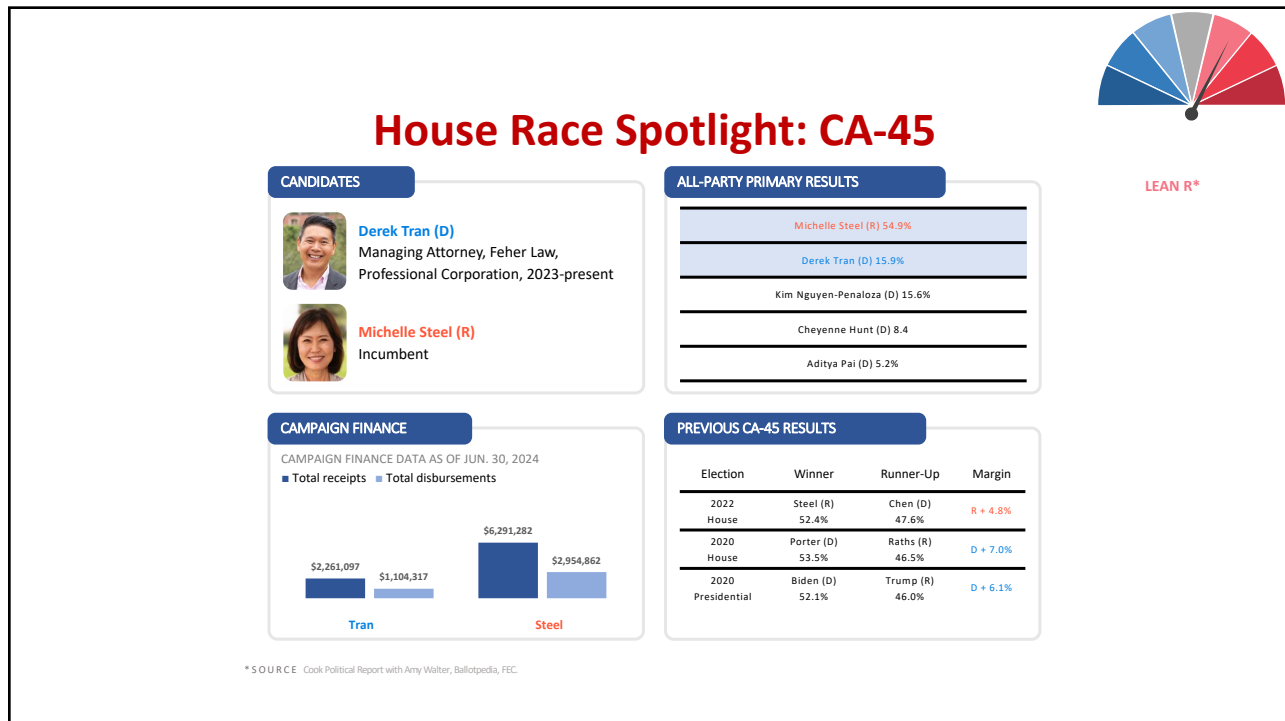 House Race Spotlight: CA-45
LEAN R*
CANDIDATES
Derek Tran (D)
Managing Attorney, Feher Law,
Professional Corporation, 2023-present
Michelle Steel (R)
Incumbent
ALL-PARTY PRIMARY RESULTS
Michelle Steel (R) 54.9%
Derek Tran (D) 15.9%
Kim Nguyen-Penaloza (D) 15.6%
Cheyenne Hunt (D) 8.4
Aditya Pai (D) 5.2%
CAMPAIGN FINANCE
CAMPAIGN FINANCE DATA AS OF JUN. 30, 2024
Total receipts Total disbursements
$6,291,282
$2,954,862
$2,261,097
$1,104,317
Tran Steel
PREVIOUS CA-45 RESULTS
Election Winner Runner-Up Margin
2022 Steel (R) Chen (D)
R + 4.8%
House 52.4% 47.6%
2020 Porter (D) Raths (R)
D + 7.0%
House 53.5% 46.5%
2020 Biden (D) Trump (R)
D + 6.1%
Presidential 52.1% 46.0%
*SOURCE Cook Political Report with Amy Walter, Ballotpedia, FEC.